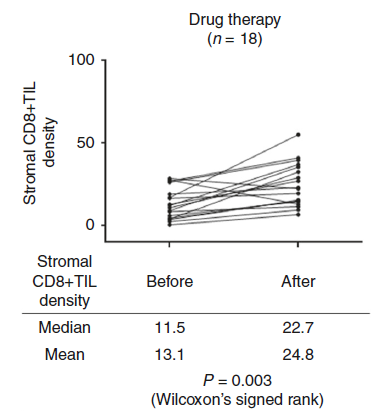 Drug therapy
(n = 18)
Stromal CD8+TIL
density
100
50
0
Stromal
CD8+TIL
density
Before
After
Median
11.5
22.7
Mean
13.1
24.8
P = 0.003
(Wilcoxon's signed rank)